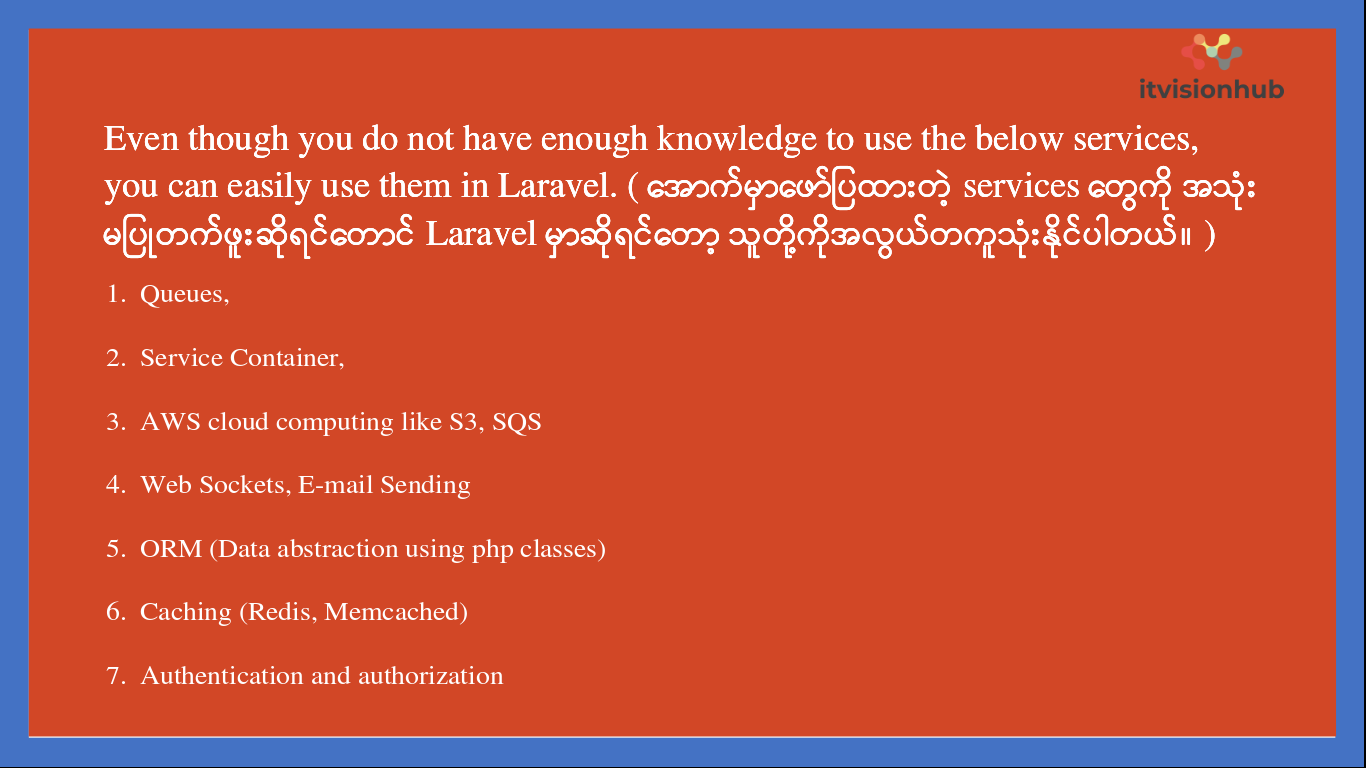 itvisionhub
Even though you do not have enough knowledge to use the below services,
you can easily use them in Laravel. ( အောက်မှာဖော်ပြထားတဲ့ services တွေကို အသုံး
မပြုတက်ဖူးဆိုရင်တောင် Laravel မှာဆိုရင်တော့ သူတို့ကိုအလွယ်တကူသုံးနိုင်ပါတယ်။ )
1. Queues,
2. Service Container,
3. AWS cloud computing like S3, SQS
4. Web Sockets, E-mail Sending
5. ORM (Data abstraction using php classes)
6. Caching (Redis, Memcached)
7. Authentication and authorization